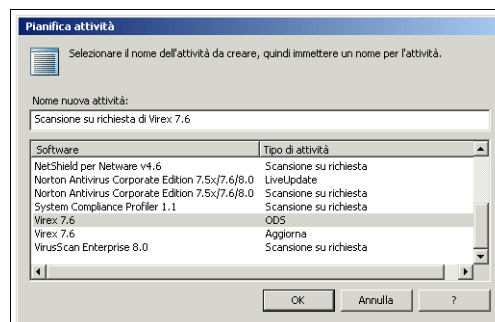 Pianifica attività
Selezionare il nome dell'attività da creare, quindi immettere un nome per l'attività.
Nome nuova attività:
Scansione su richiesta di Virex 7.6
Software Tipo di attività
NetShield per Netware v4.6 Scansione su richiesta
Norton Antivirus Corporate Edition 7.5x/7.6/8.0 LiveUpdate
Norton Antivirus Corporate Edition 7.5x/7.6/8.0 Scansione su richiesta
System Compliance Profiler 1.1 Scansione su richiesta
Virex 7.6 ODS
Virex 7.6 Aggiorna
VirusScan Enterprise 8.0 Scansione su richiesta
OK Annulla ?